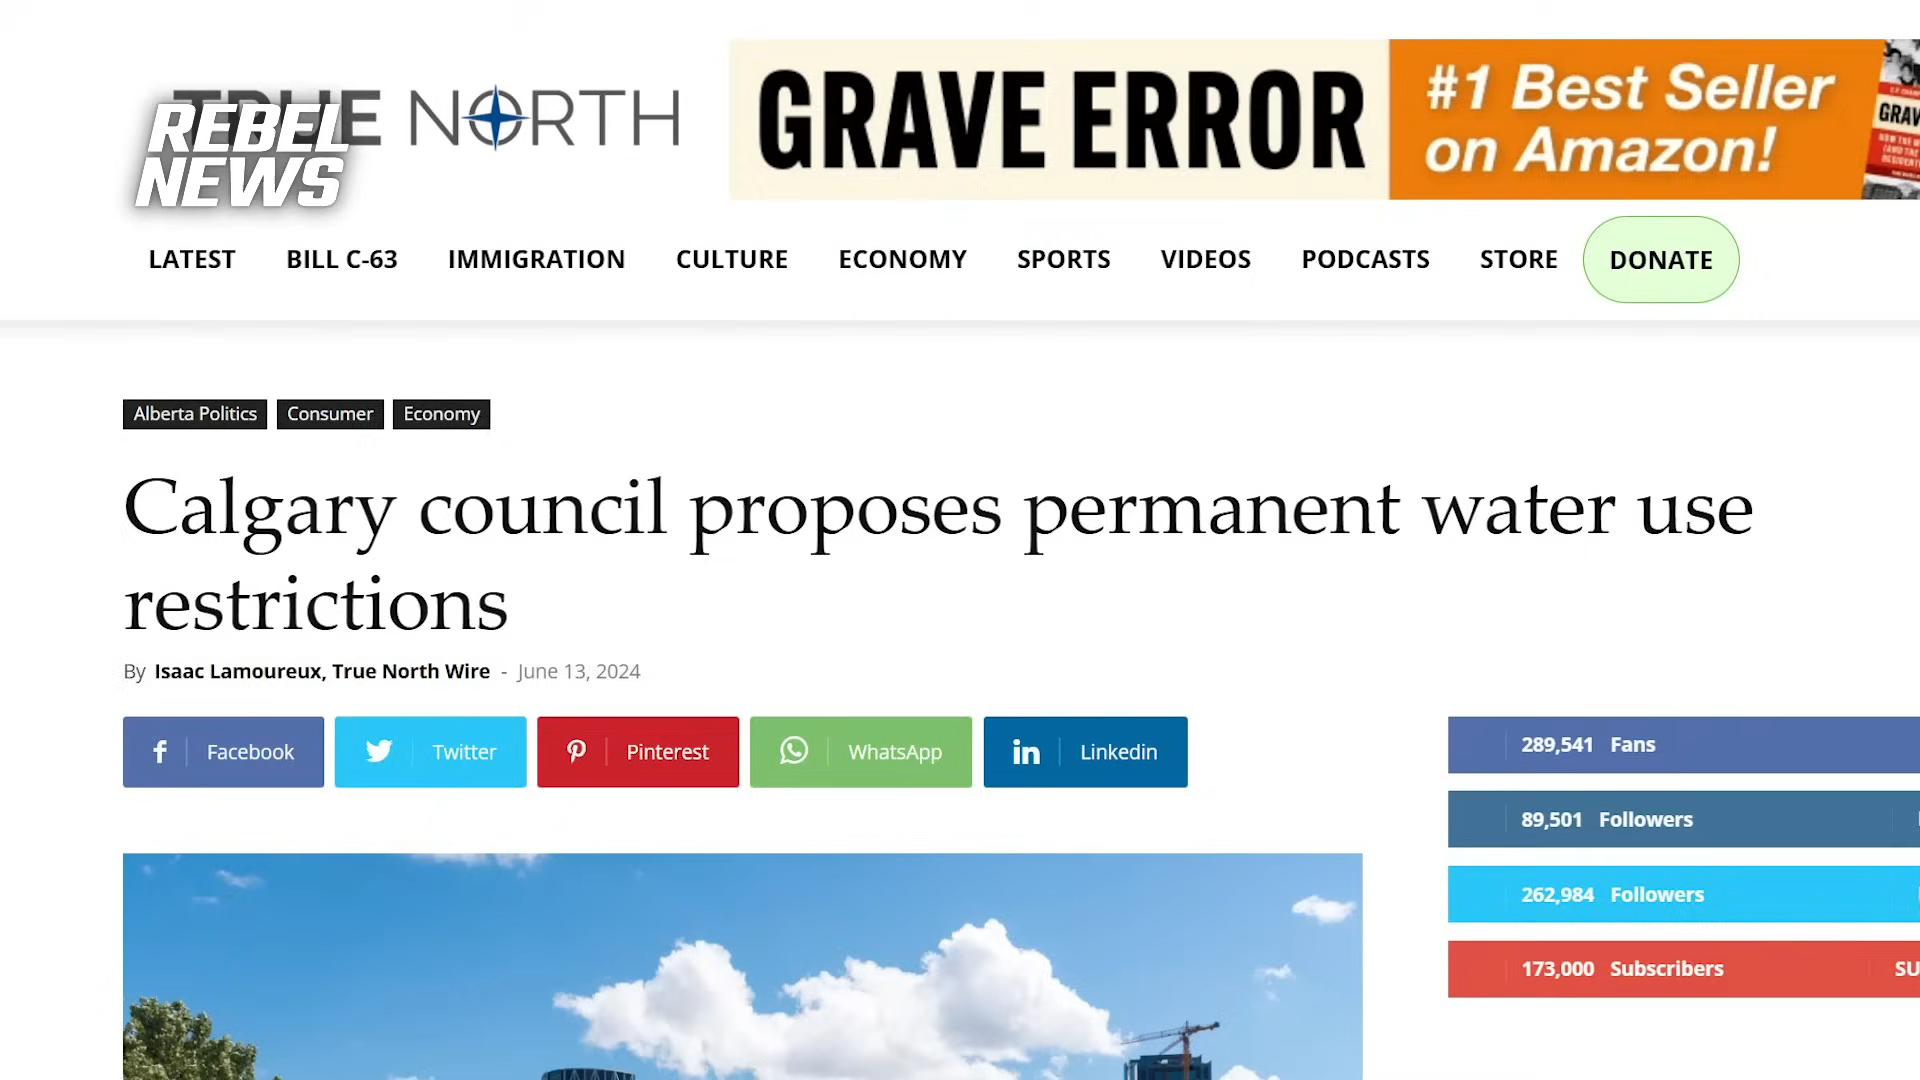 TRUE NORTH
REBEL
NEWS
GRAVE ERROR
#1 Best Seller
on Amazon!
GRAV
LATEST BILL C-63 IMMIGRATION CULTURE ECONOMY SPORTS VIDEOS PODCASTS STORE DONATE
Alberta Politics Consumer Economy
Calgary council proposes permanent water use
restrictions
By Isaac Lamoureux, True North Wire - June 13, 2024
Facebook Twitter Pinterest WhatsApp Linkedin
289,541 Fans
89,501 Followers
262,984 Followers
173,000 Subscribers SU